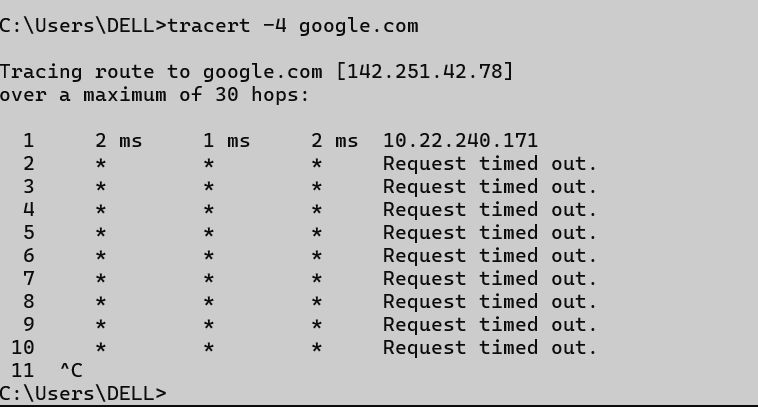 C:\Users\DELL>tracert -4 google.com
Tracing route to google.com [142.251.42.78]
over a maximum of 30 hops:
1 2 ms 1 ms 2 ms 10.22.240.171
2 * * * Request timed out.
3 * * * Request timed out.
4 * * * Request timed out.
5 * * * Request timed out.
6 * * * Request timed out.
7 * * * Request timed out.
8 * * * Request timed out.
9 * * * Request timed out.
10 * * * Request timed out.
11 ^C
C:\Users\DELL>